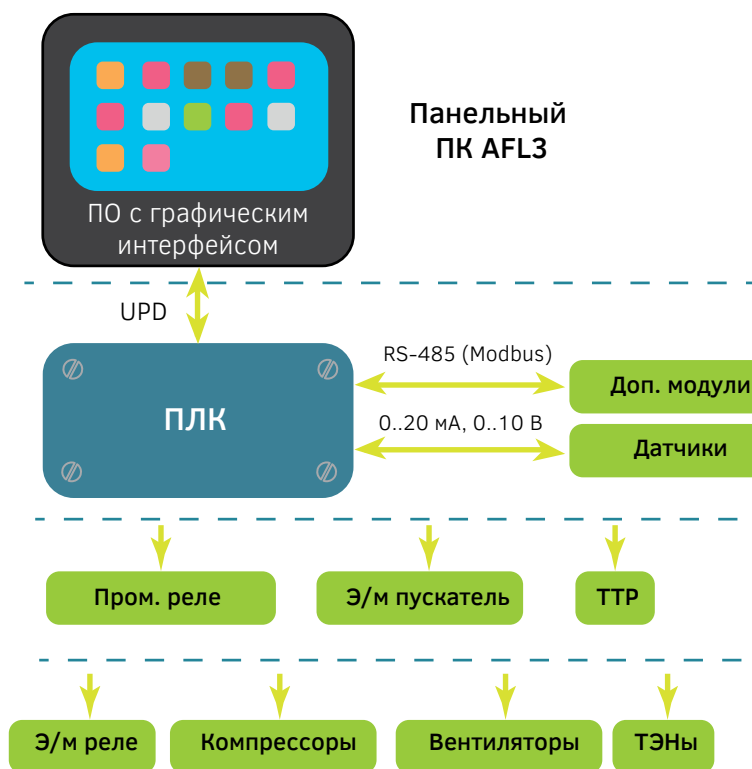 Панельный
ПК AFL3
ПО с графическим
интерфейсом
UPD
RS-485 (Modbus)
Доп. модули
ПЛК
0..20 мА, 0..10 В
Датчики
Пром. реле
Э/м пускатель
ТТР
Э/м реле
Компрессоры
Вентиляторы
ТЭНы